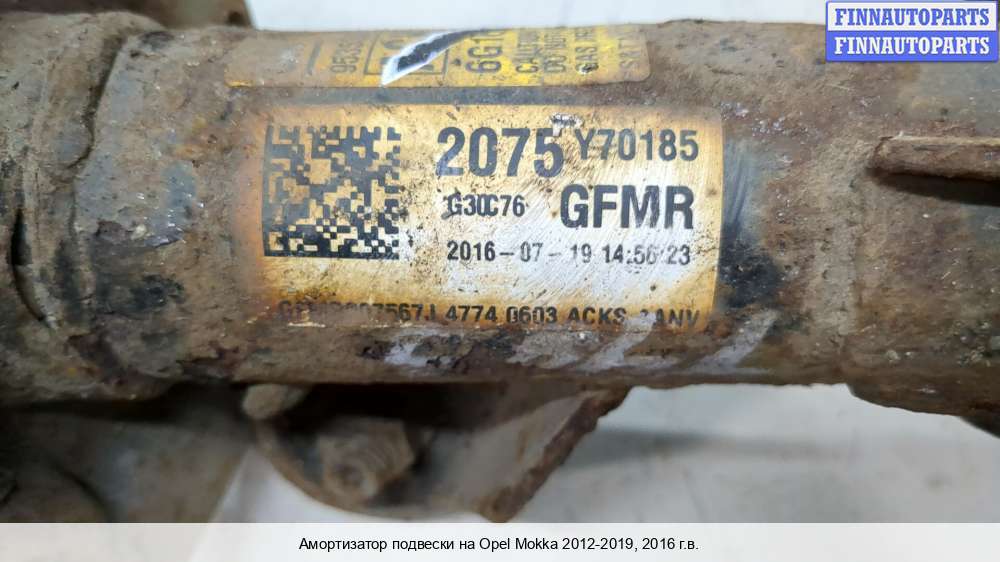 FINNAUTOPARTS
FINNAUTOPARTS
2075 Y70185
G30C76 GFMR
2016-07-19 14:56:23
4774 0603 ACKS
Амортизатор подвески на Opel Mokka 2012-2019, 2016 г.в.